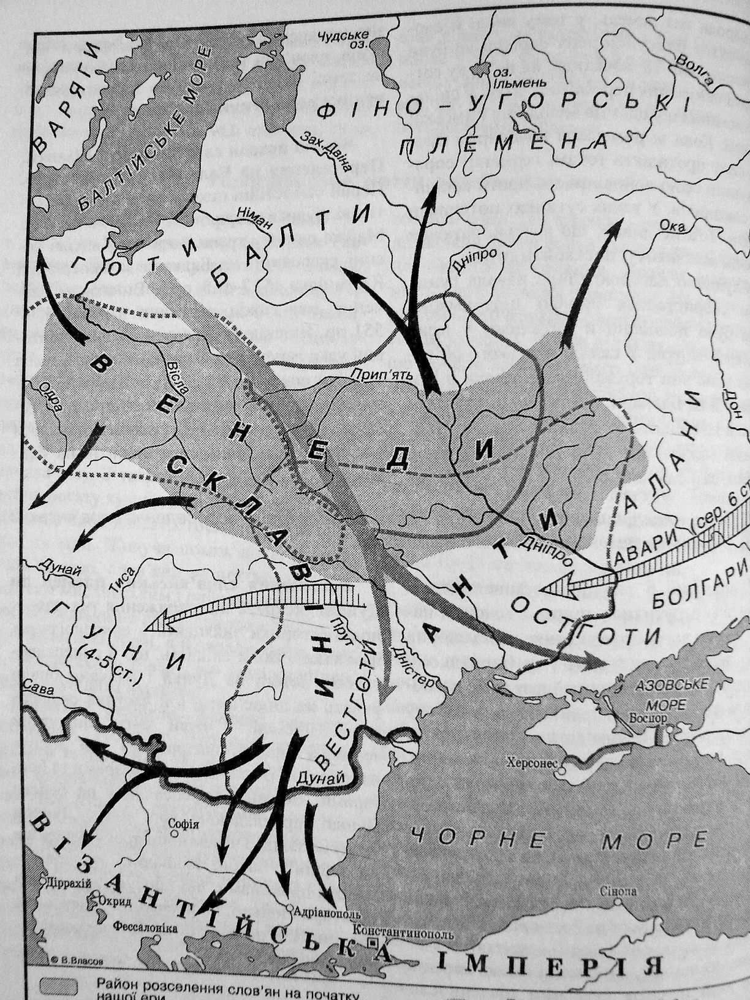 ВАРЯГИ
БАЛТІЙСЬКЕ МОРЕ
Чудське
оз.
оз.
Ільмень
Волга
ФІНО-УГОРСЬКІ
ПЛЕМЕНА
Зах.Двіна
Німан
БАЛТИ
ГОТИ
Дніпро
Ока
Вісла
Одра
Прип'ять
Дон
ВЕНЕДИ
СКЛАВИНИ
АНТИ
АЛАНИ
Дніпро
АВАРИ (сер. 6 ст
БОЛГАРИ
ОСТГОТИ
Дунай
Тиса
ГУНИ
(4-5 ст.)
Прут
Дністер
ВЕСТГОТИ
Сава
АЗОВСЬКЕ
МОРЕ
Боспор
Херсонес
Дунай
Софія
ЧОРНЕ МОРЕ
ВІЗАНТІЙСЬКА ІМПЕРІЯ
Діррахій
Охрид
Фессалоніка
Адріанополь
Константинополь
Сінопа
© В.Власов
Район розселення слов'ян на початку
нашої ери